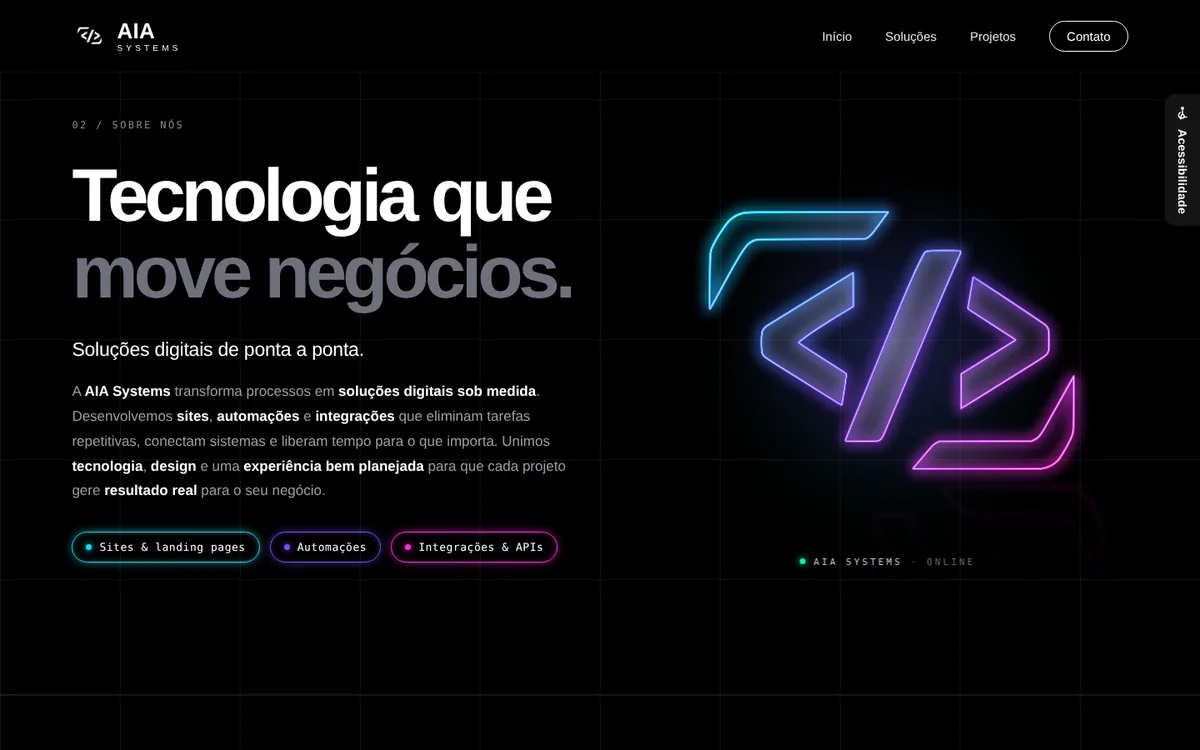 AIA
SYSTEMS
Início
Soluções
Projetos
Contato
Acessibilidade
02 / SOBRE NÓS
Tecnologia que
move negócios.
Soluções digitais de ponta a ponta.
A AIA Systems transforma processos em soluções digitais sob medida.
Desenvolvemos sites, automações e integrações que eliminam tarefas
repetitivas, conectam sistemas e liberam tempo para o que importa. Unimos
tecnologia, design e uma experiência bem planejada para que cada projeto
gere resultado real para o seu negócio.
Sites & landing pages
Automações
Integrações & APIs
AIA SYSTEMS · ONLINE